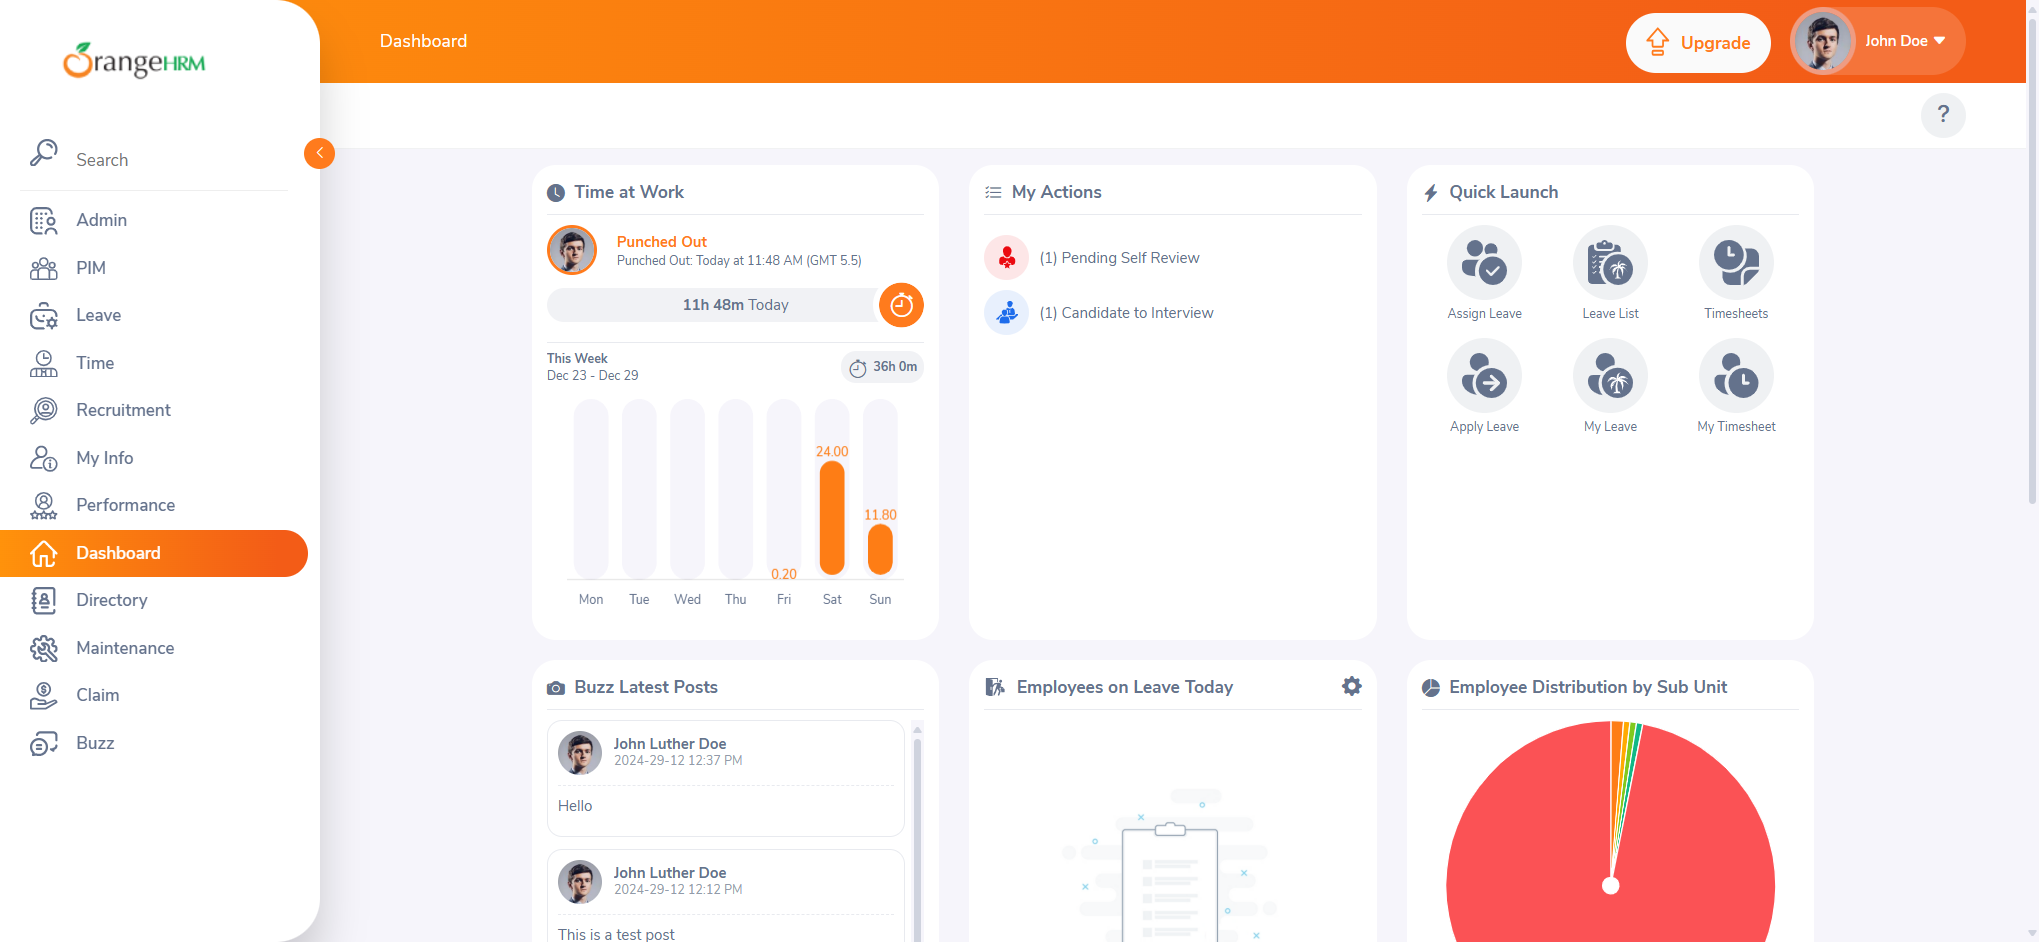 OrangeHRM
Search
Admin
PIM
Leave
Time
Recruitment
My Info
Performance
Dashboard
Directory
Maintenance
Claim
Buzz
Dashboard
Upgrade
John Doe
?
Time at Work
Punched Out
Punched Out: Today at 11:48 AM (GMT 5.5)
11h 48m Today
This Week
Dec 23 - Dec 29
36h 0m
24.00
11.80
0.20
Mon Tue Wed Thu Fri Sat Sun
My Actions
(1) Pending Self Review
(1) Candidate to Interview
Quick Launch
Assign Leave Leave List Timesheets
Apply Leave My Leave My Timesheet
Buzz Latest Posts
John Luther Doe
2024-29-12 12:37 PM
Hello
John Luther Doe
2024-29-12 12:12 PM
This is a test post
Employees on Leave Today
Employee Distribution by Sub Unit